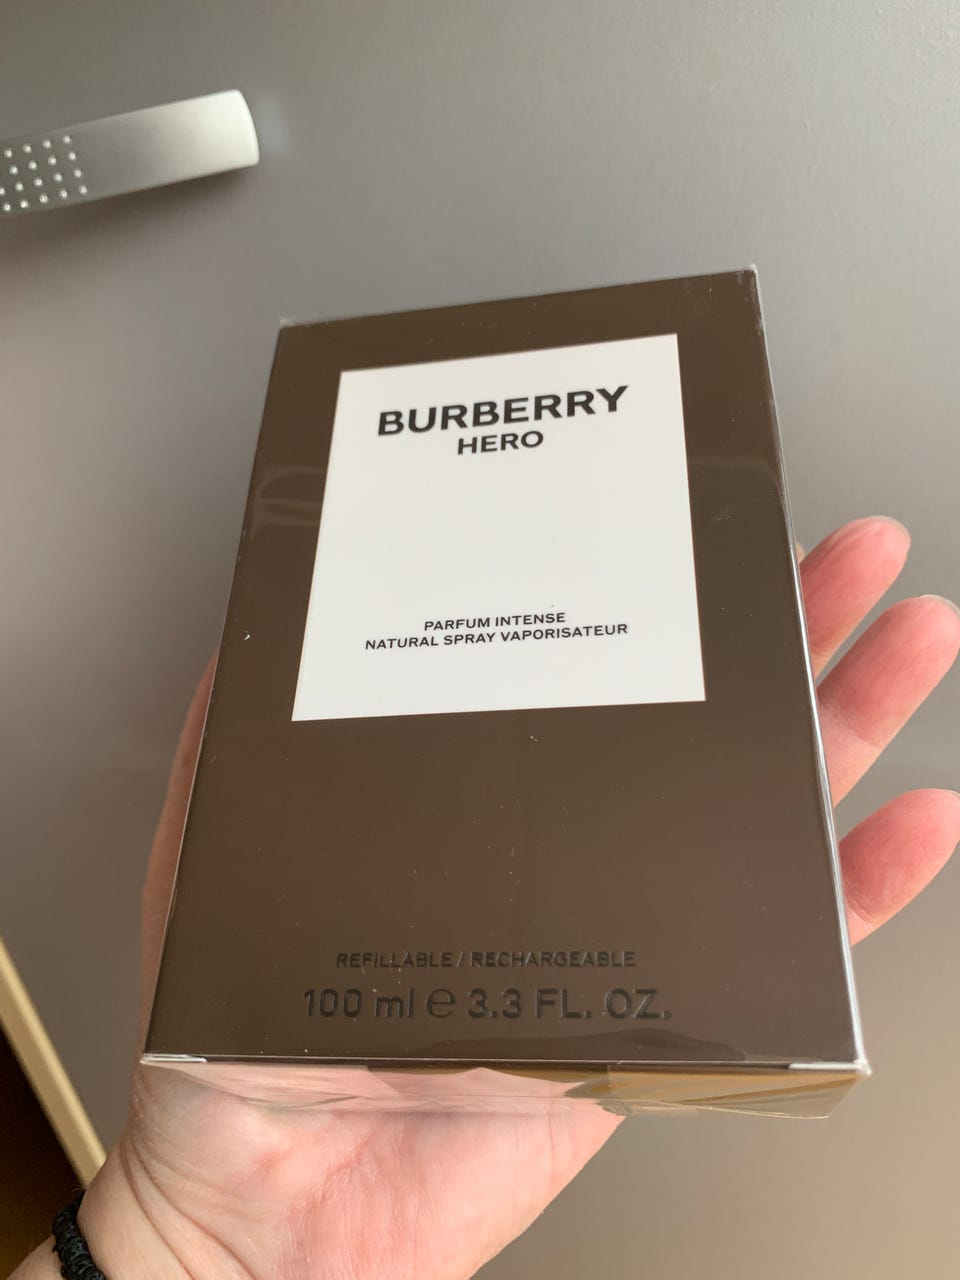 BURBERRY
HERO
PARFUM INTENSE
NATURAL SPRAY VAPORISATEUR
REFILLABLE / RECHARGEABLE
100 ml ℮ 3.3 FL. OZ.